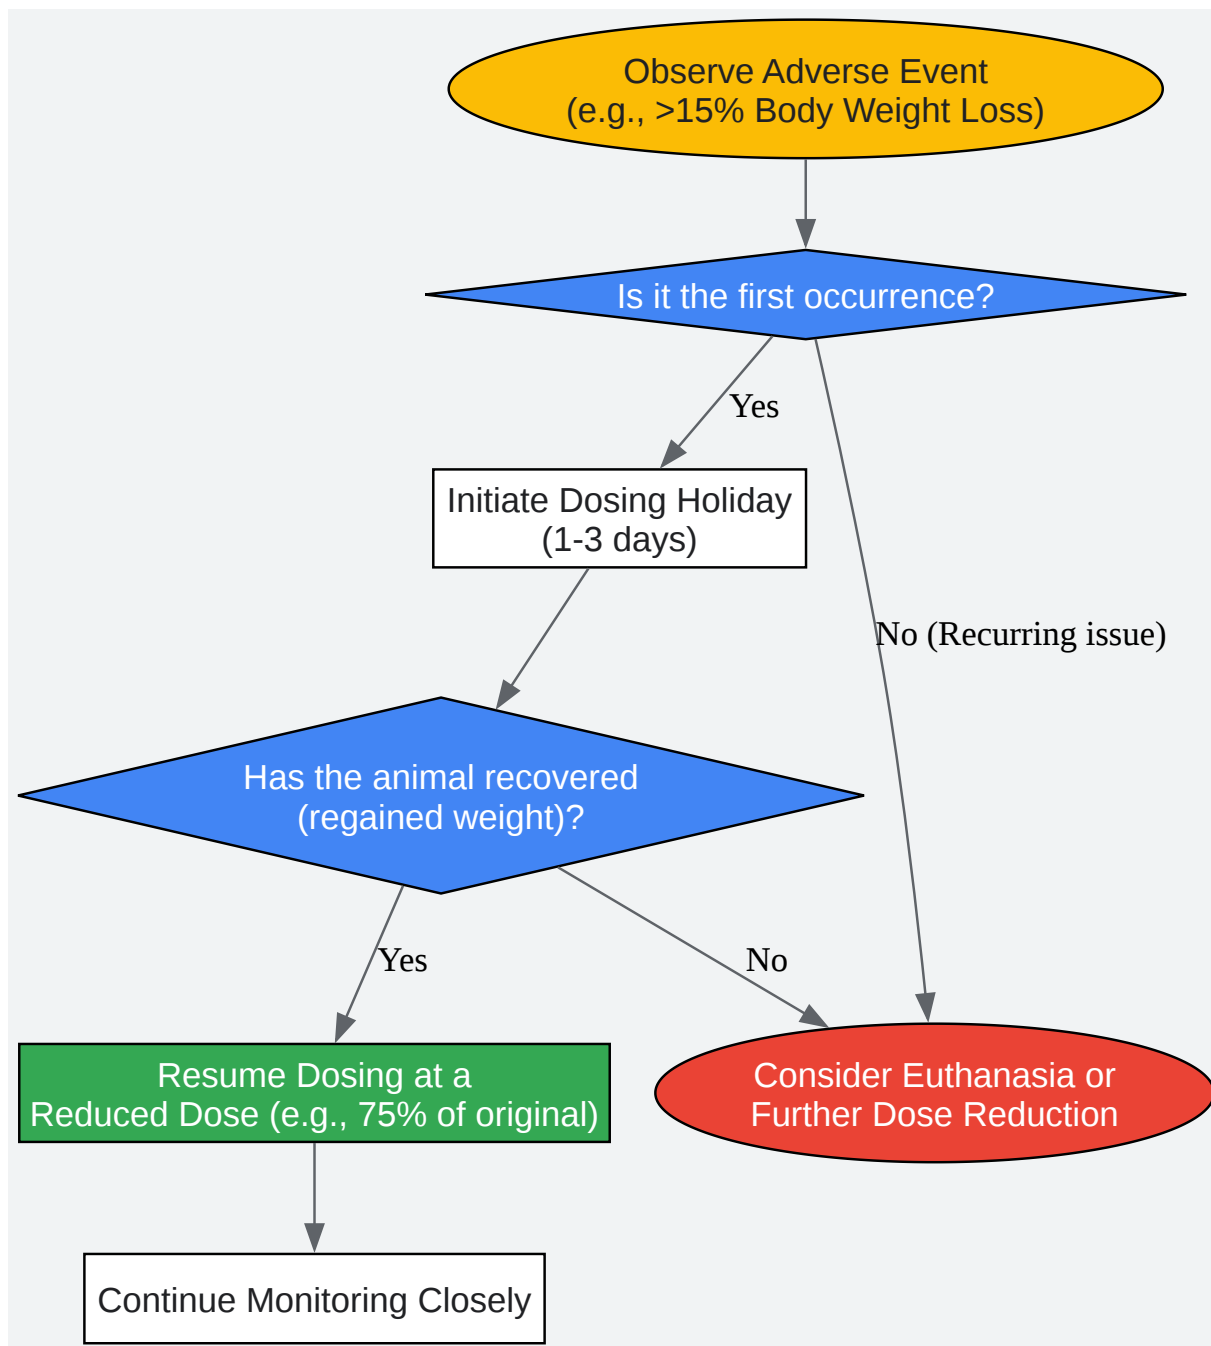 Observe Adverse Event
(e.g., >15% Body Weight Loss)
Is it the first occurrence?
Yes
Initiate Dosing Holiday
(1-3 days)
No (Recurring issue)
Has the animal recovered
(regained weight)?
Yes
No
Resume Dosing at a
Reduced Dose (e.g., 75% of original)
Consider Euthanasia or
Further Dose Reduction
Continue Monitoring Closely